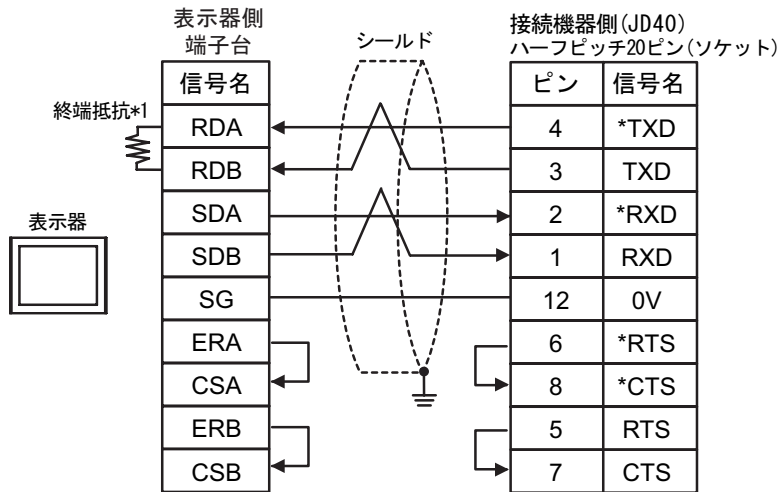 表示器側
端子台
シールド
接続機器側(JD40)
ハーフピッチ20ピン(ソケット)
終端抵抗*1
表示器
信号名
RDA
RDB
SDA
SDB
SG
ERA
CSA
ERB
CSB
ピン 信号名
4 *TXD
3 TXD
2 *RXD
1 RXD
12 0V
6 *RTS
8 *CTS
5 RTS
7 CTS